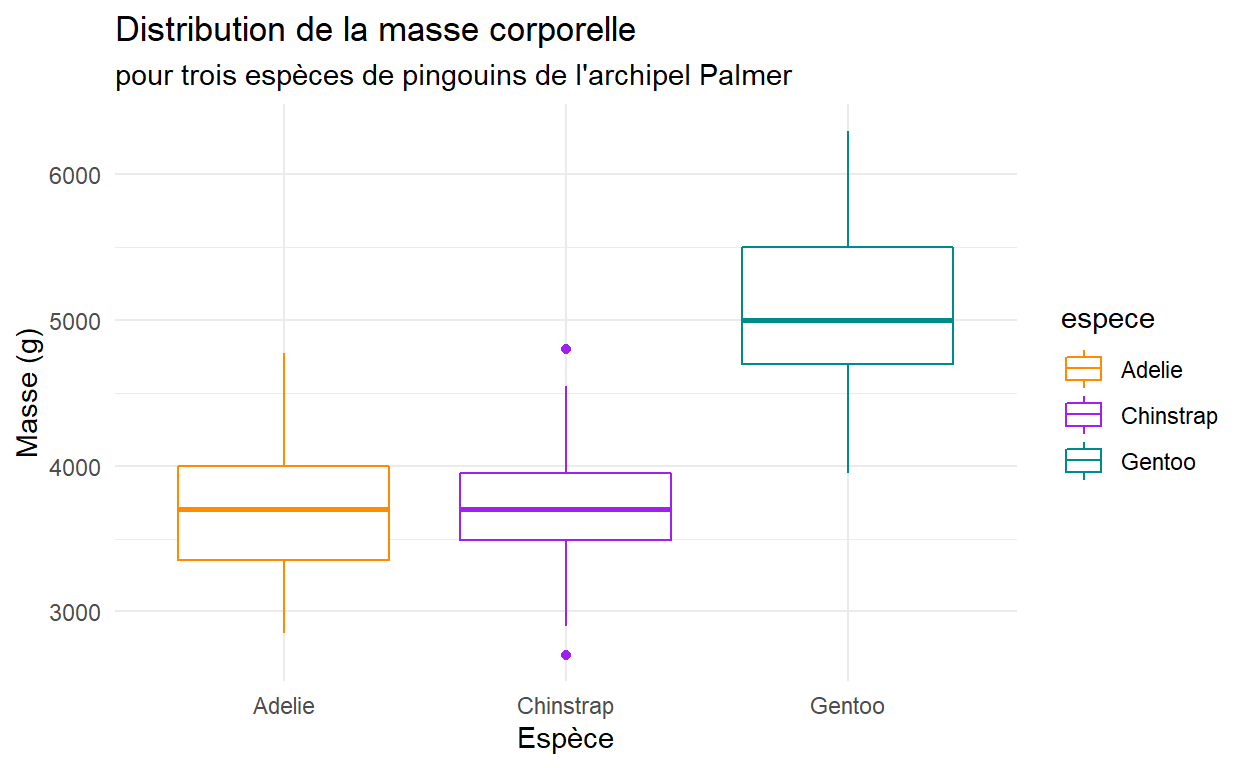 Distribution de la masse corporelle
pour trois espèces de pingouins de l'archipel Palmer
Masse (g)
6000
5000
4000
3000
Adelie
Chinstrap
Gentoo
Espèce
espece
Adelie
Chinstrap
Gentoo